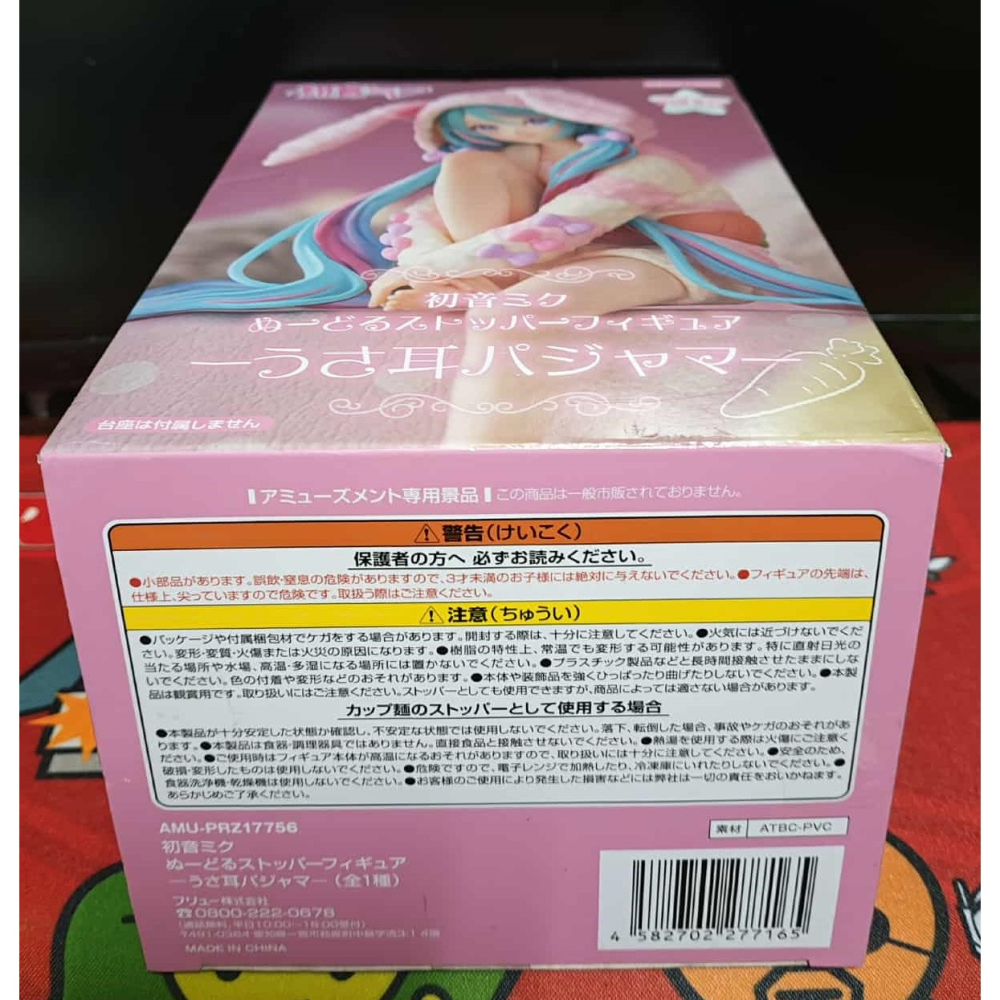 初音ミク
ぬーどるストッパーフィギュア
―うさ耳パジャマ―
台座は付属しません
アミューズメント専用景品 この商品は一般市販されておりません。
⚠警告(けいこく)
保護者の方へ 必ずお読みください。
●小部品があります。誤飲・窒息の危険がありますので、3才未満のお子様には絶対に与えないでください。●フィギュアの先端は、
仕様上、尖っていますので危険です。取扱う際はご注意ください。
⚠注意(ちゅうい)
●パッケージや付属梱包材でケガをする場合があります。開封する際は、十分に注意してください。●火気には近づけないでくだ
さい。変形・変質・火傷または火災の原因になります。●樹脂の特性上、常温でも変形する可能性があります。特に直射日光の
当たる場所や水場、高温・多湿になる場所には置かないでください。●プラスチック製品などと長時間接触させたままにしな
いでください。色の付着や変形などのおそれがあります。●本体や装飾品を強くひっぱったり曲げたりしないでください。●本製
品は観賞用です。取り扱いにはご注意ください。ストッパーとしても使用できますが、商品によっては適さない場合があります。
カップ麺のストッパーとして使用する場合
●本製品が十分安定した状態か確認し、不安定な状態では使用しないでください。落下、転倒した場合、事故やケガのおそれがあ
ります。●本製品は食器・調理器具ではありません。直接食品と接触させないでください。●熱湯を使用する際は火傷にご注意く
ださい。●ご使用時はフィギュア本体が高温になるおそれがありますので、取り扱いには十分に注意してください。●安全のため、
破損・変形したものは使用しないでください。●危険ですので、電子レンジで加熱したり、冷凍庫にいれたりしないでください。●
食器洗浄機・乾燥機は使用しないでください。●お客様のご使用により発生した損害などには弊社は一切の責任をおいかねます。
あらかじめご了承ください。
AMU-PRZ17756
素材 ATBC-PVC
初音ミク
ぬーどるストッパーフィギュア
―うさ耳パジャマ―(全1種)
フリュー株式会社
☎0800-222-0678
(通話無料、平日10:00~18:00受付)
MADE IN CHINA
4 582702 277165